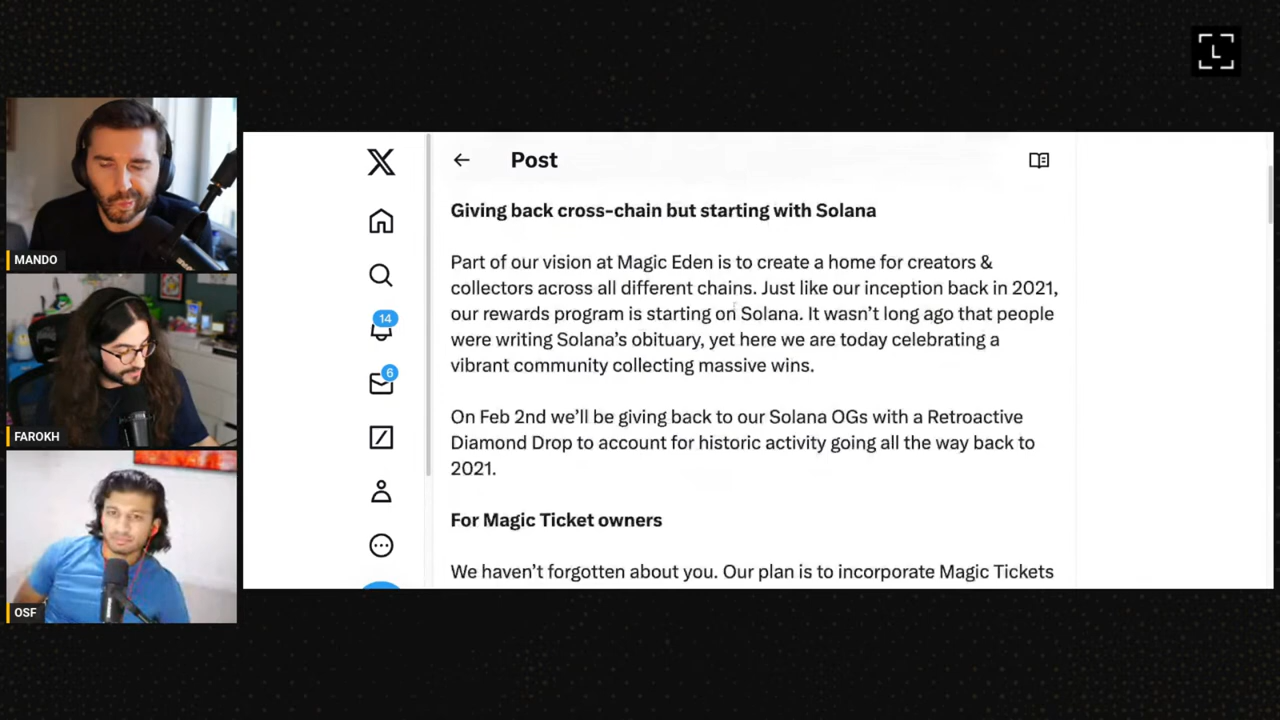 L
MANDO
FAROKH
OSF
14
6
Post
Giving back cross-chain but starting with Solana
Part of our vision at Magic Eden is to create a home for creators &
collectors across all different chains. Just like our inception back in 2021,
our rewards program is starting on Solana. It wasn’t long ago that people
were writing Solana’s obituary, yet here we are today celebrating a
vibrant community collecting massive wins.
On Feb 2nd we’ll be giving back to our Solana OGs with a Retroactive
Diamond Drop to account for historic activity going all the way back to
2021.
For Magic Ticket owners
We haven’t forgotten about you. Our plan is to incorporate Magic Tickets